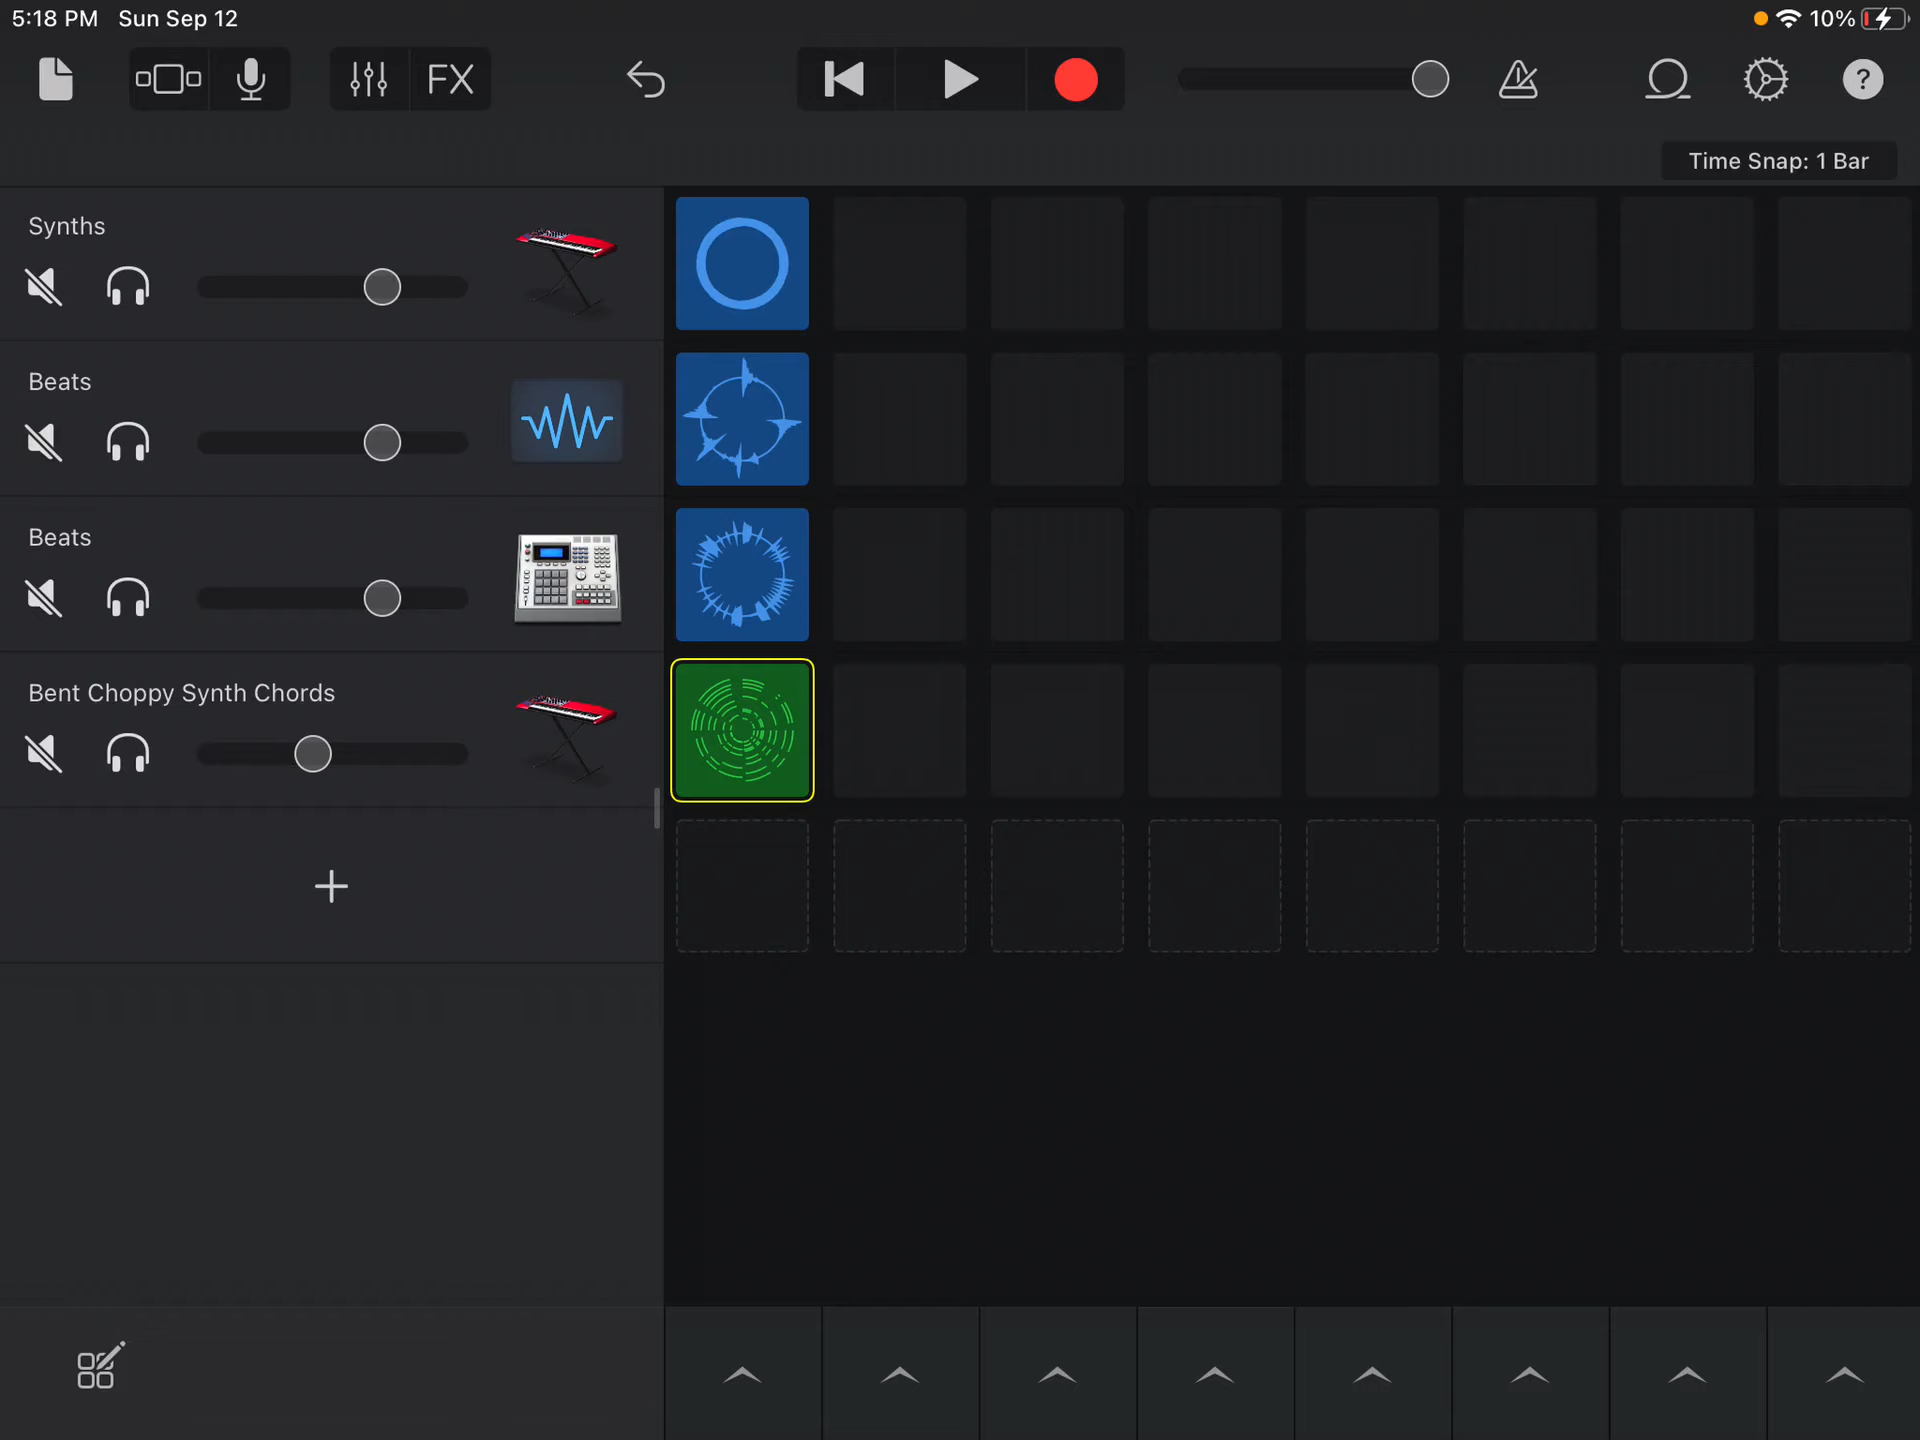 5:18 PM Sun Sep 12 10%
FX ?
Time Snap: 1 Bar
Synths
Beats
Beats
Bent Choppy Synth Chords